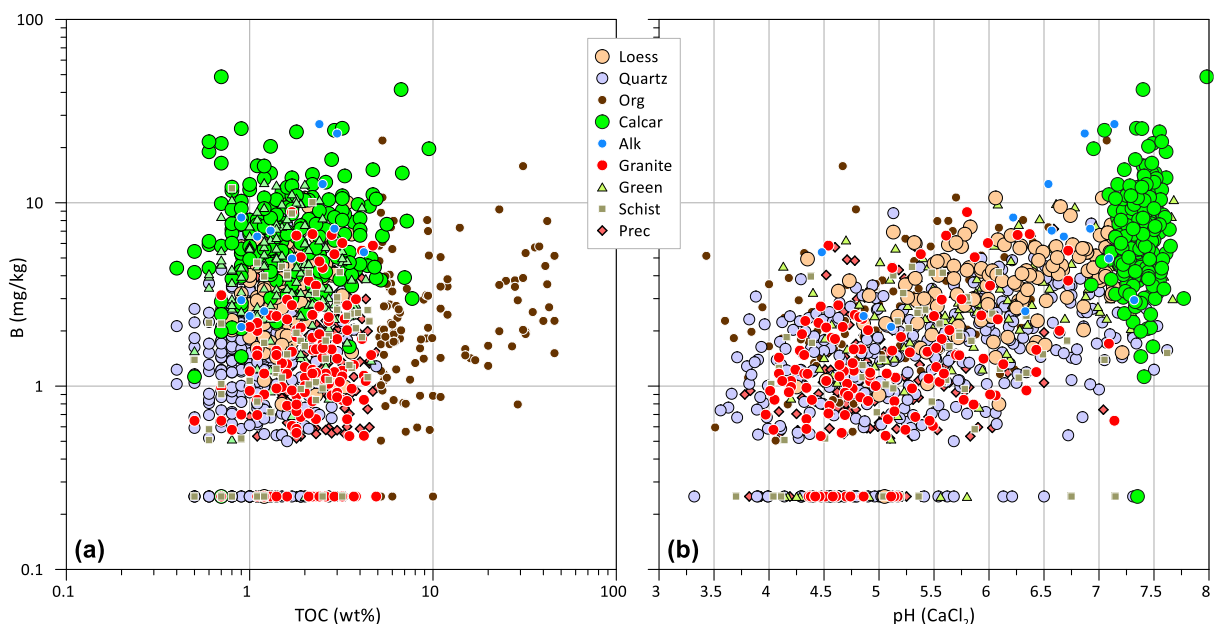 100
10
1
0.1
B (mg/kg)
(a)
0.1
1
10
100
TOC (wt%)
Loess
Quartz
Org
Calcar
Alk
Granite
Green
Schist
Prec
(b)
3
3.5
4
4.5
5
5.5
6
6.5
7
7.5
8
pH (CaCl₂)